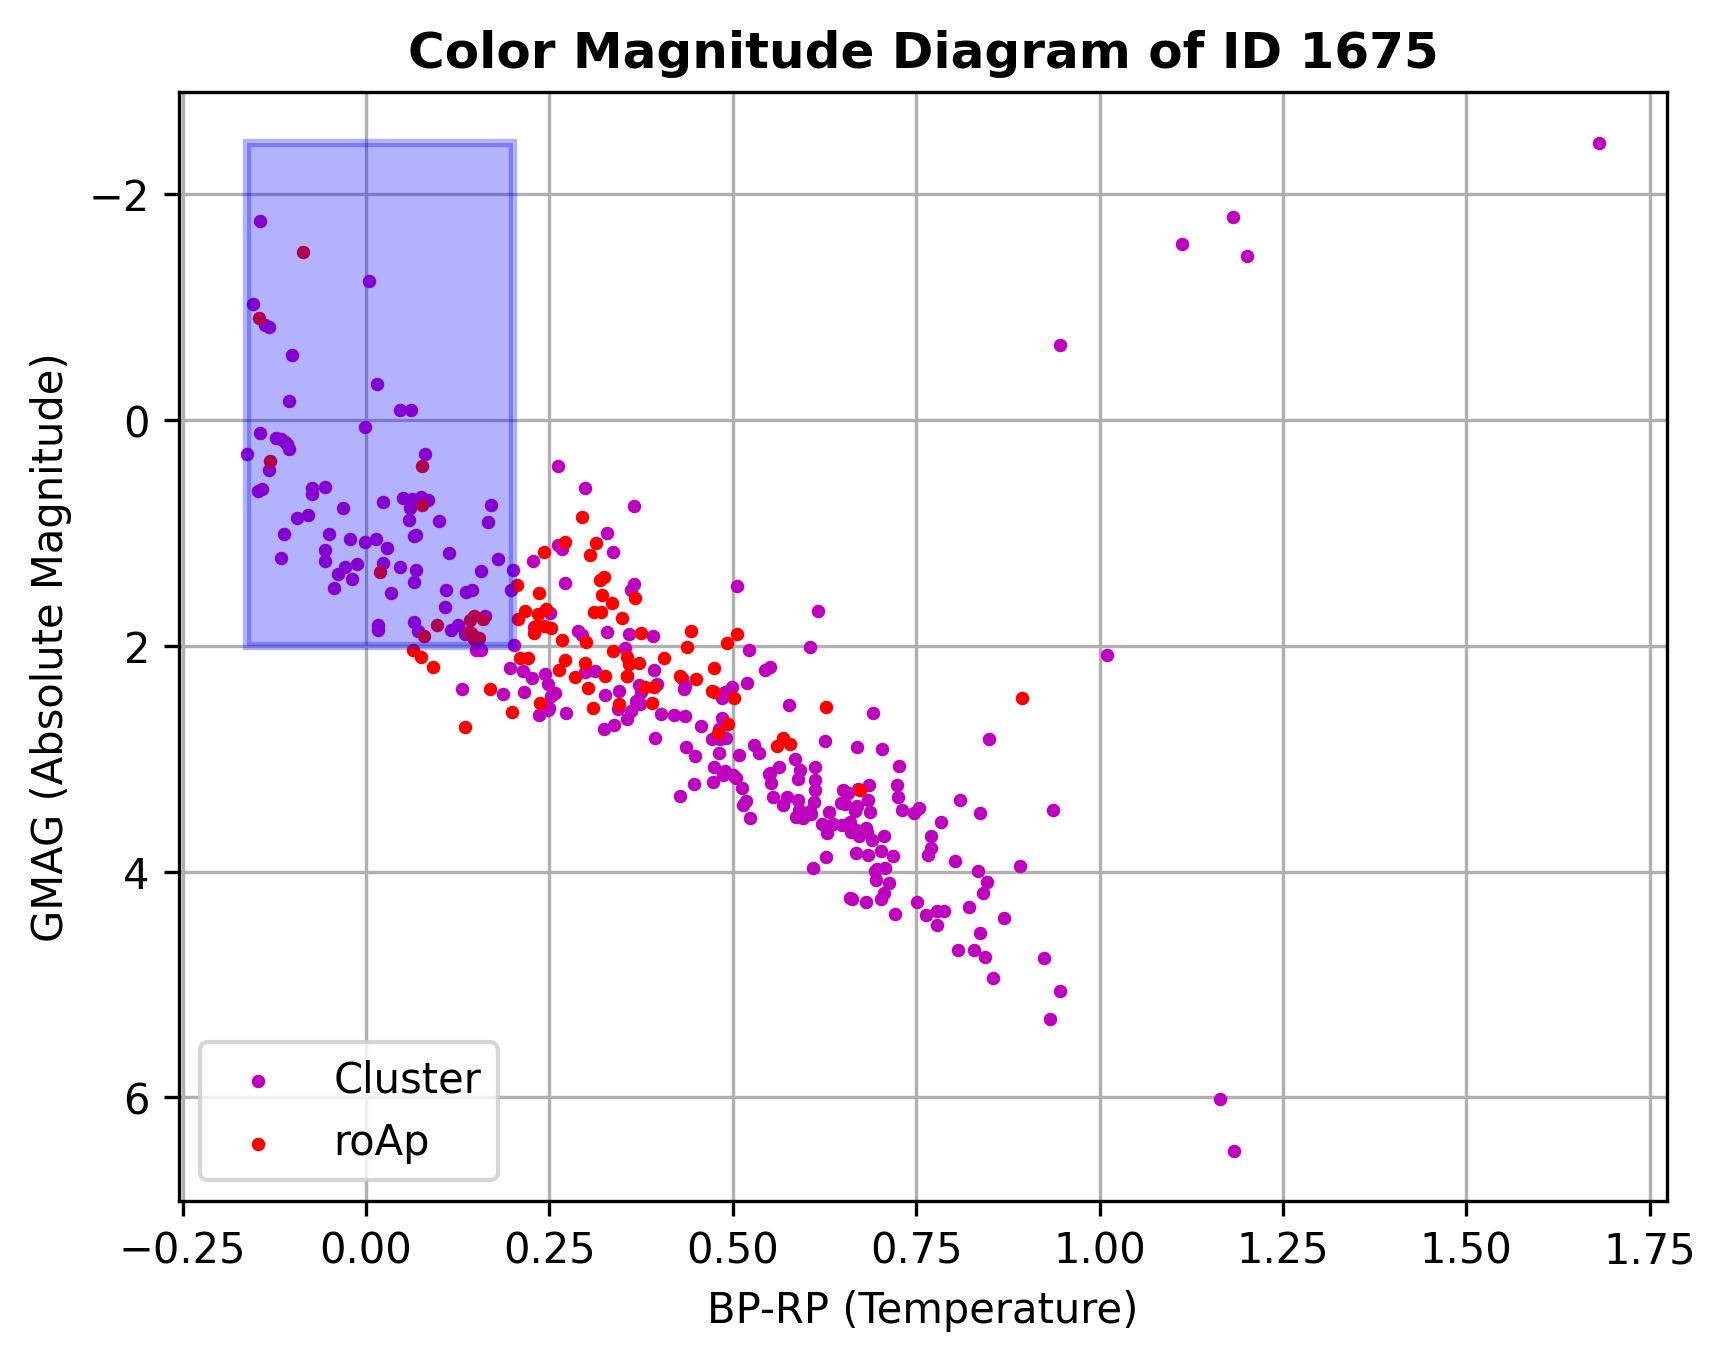 Color Magnitude Diagram of ID 1675
GMAG (Absolute Magnitude)
−2
0
2
4
6
Cluster
roAp
−0.25 0.00 0.25 0.50 0.75 1.00 1.25 1.50 1.75
BP-RP (Temperature)